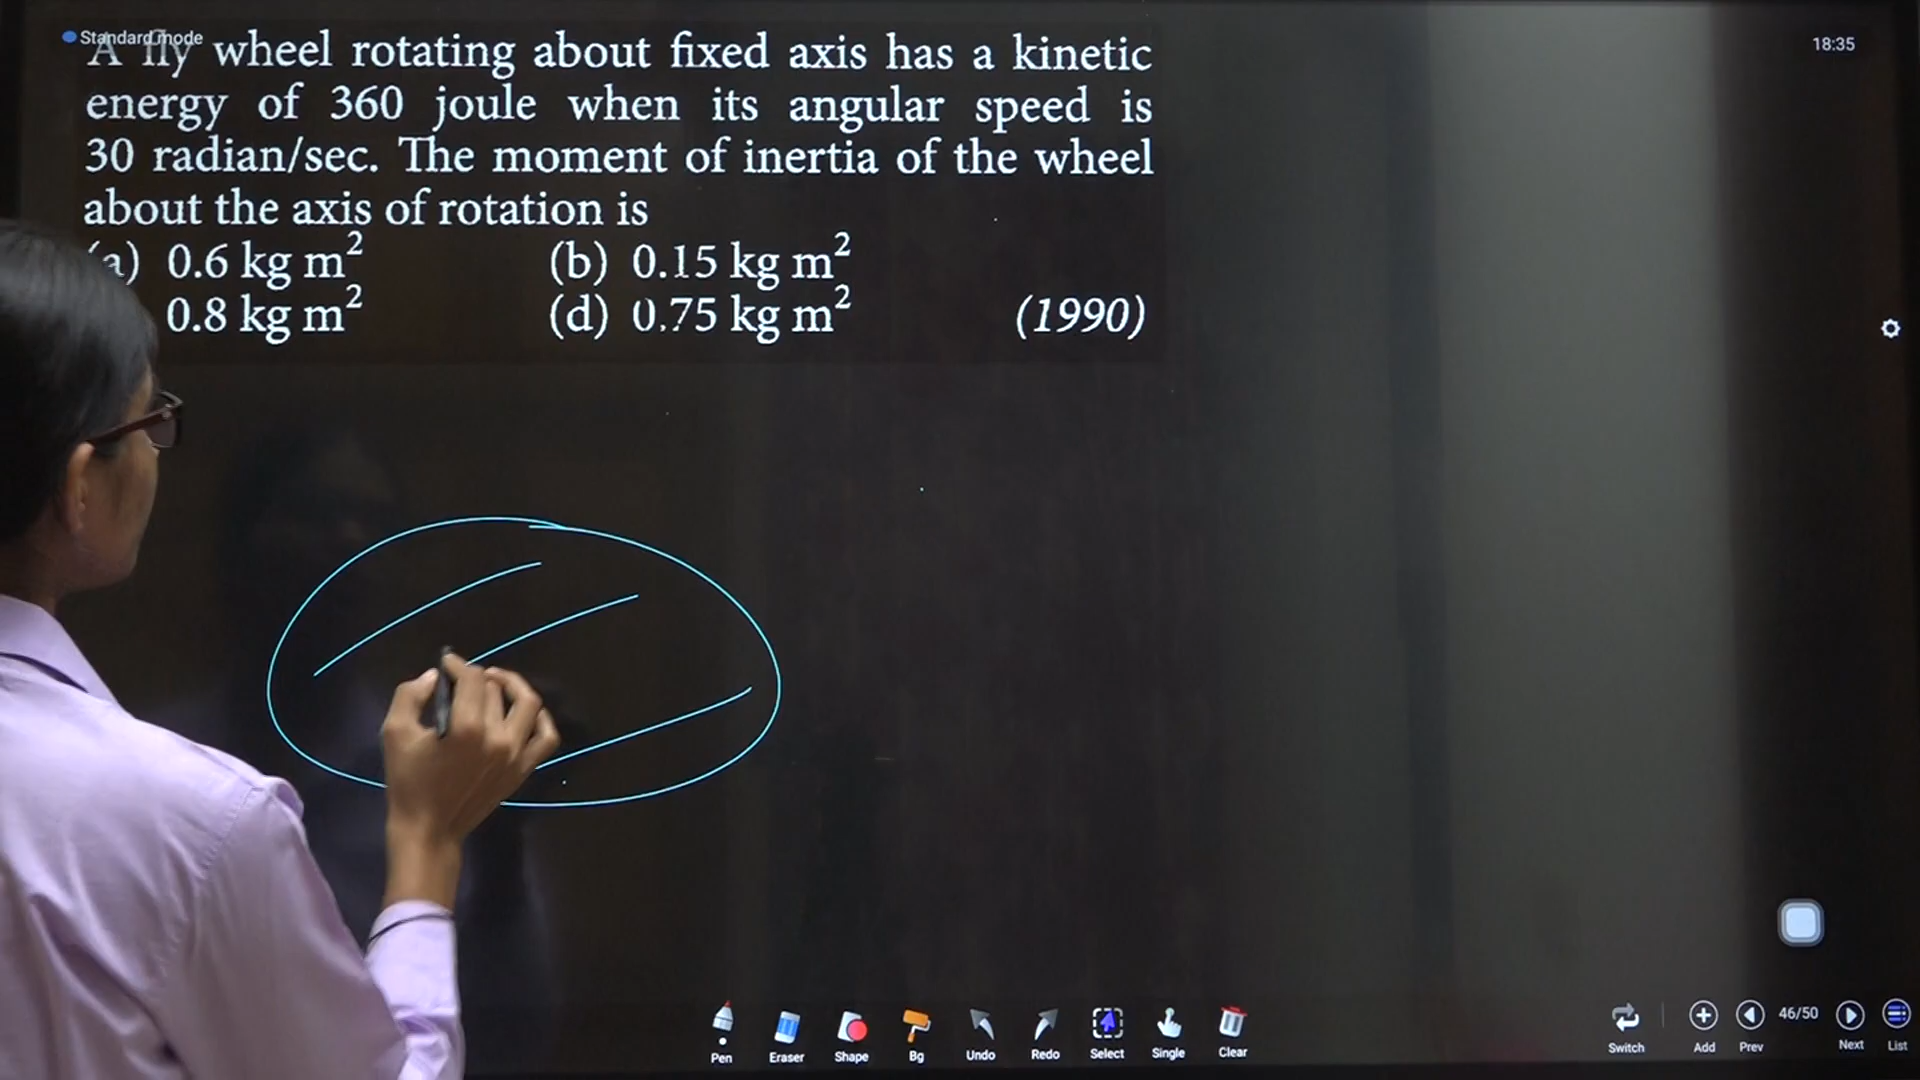 Standard mode
18:35
A fly wheel rotating about fixed axis has a kinetic
energy of 360 joule when its angular speed is
30 radian/sec. The moment of inertia of the wheel
about the axis of rotation is
(a) 0.6 kg m² (b) 0.15 kg m²
0.8 kg m² (d) 0.75 kg m² (1990)
Pen Eraser Shape Bg Undo Redo Select Single Clear
Switch Add Prev 46/50 Next List